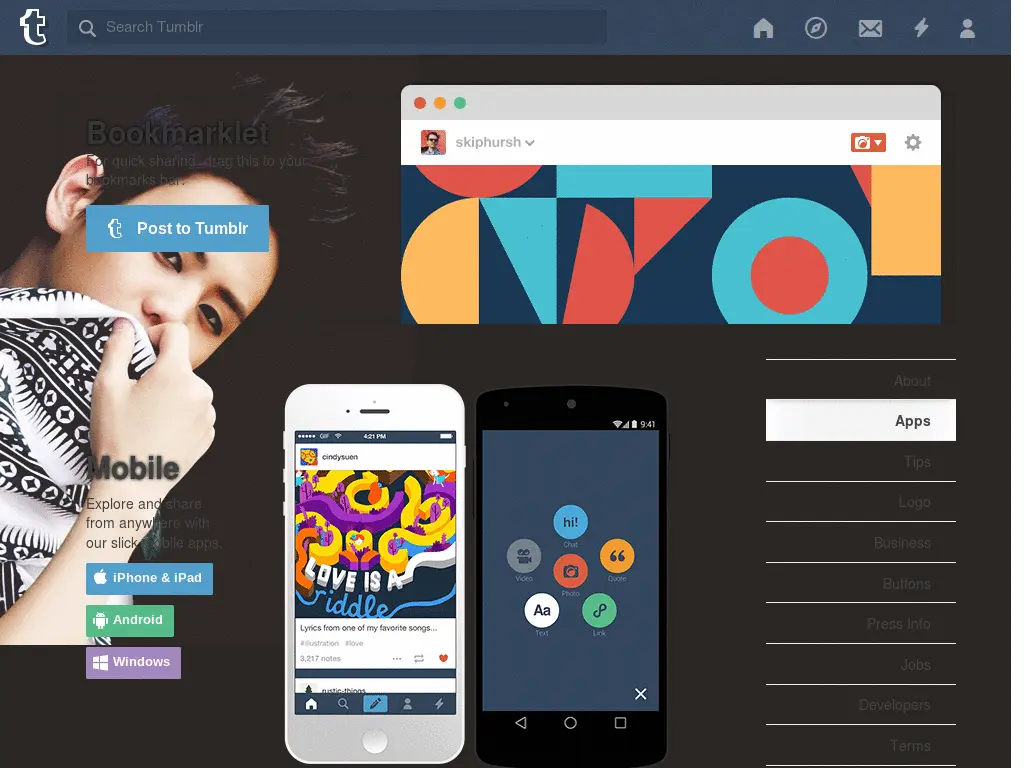 t Search Tumblr
Bookmarklet
For quick sharing, drag this to your
bookmarks bar.
Post to Tumblr
skiphursh
Mobile
Explore and share
from anywhere with
our slick mobile apps.
iPhone & iPad
Android
Windows
GIF 4:21 PM
cindysuen
LOVE IS A
riddle
Lyrics from one of my favorite songs...
#illustration #love
3,217 notes
rustic-things
9:41
hi!
Chat
Video
Quote
Photo
Aa
Text
Link
About
Apps
Tips
Logo
Business
Buttons
Press Info
Jobs
Developers
Terms